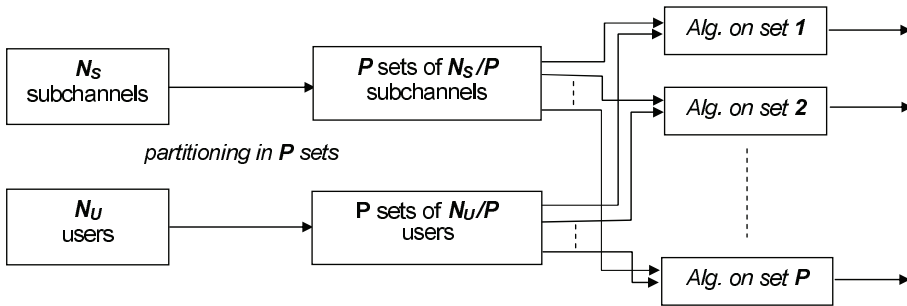 N_S
subchannels
P sets of N_S/P
subchannels
Alg. on set 1
Alg. on set 2
partitioning in P sets
N_U
users
P sets of N_U/P
users
Alg. on set P